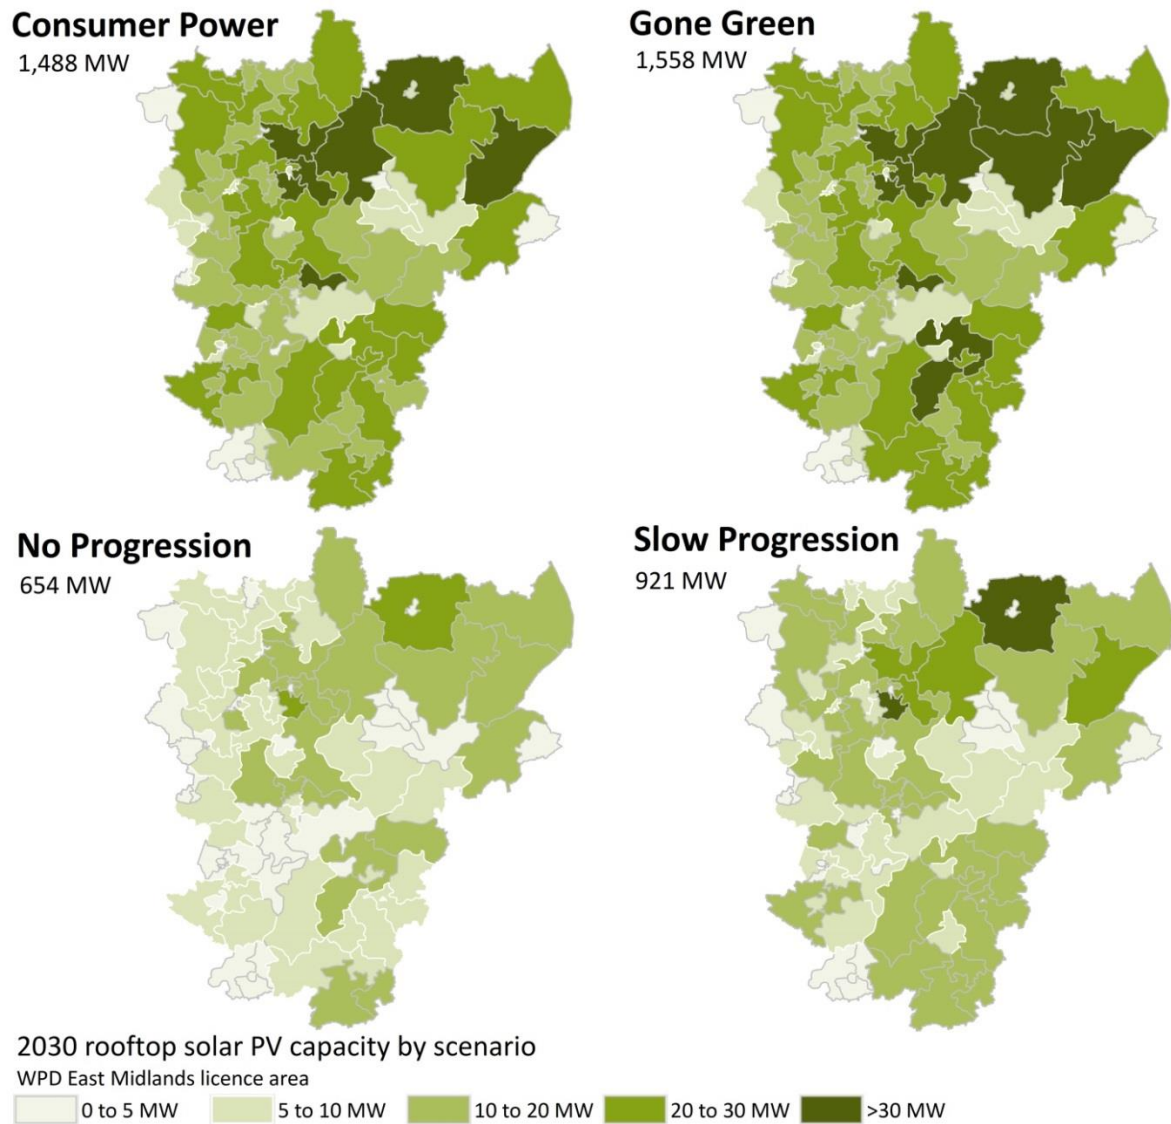 Consumer Power
1,488 MW
Gone Green
1,558 MW
No Progression
654 MW
Slow Progression
921 MW
2030 rooftop solar PV capacity by scenario
WPD East Midlands licence area
0 to 5 MW 5 to 10 MW 10 to 20 MW 20 to 30 MW >30 MW